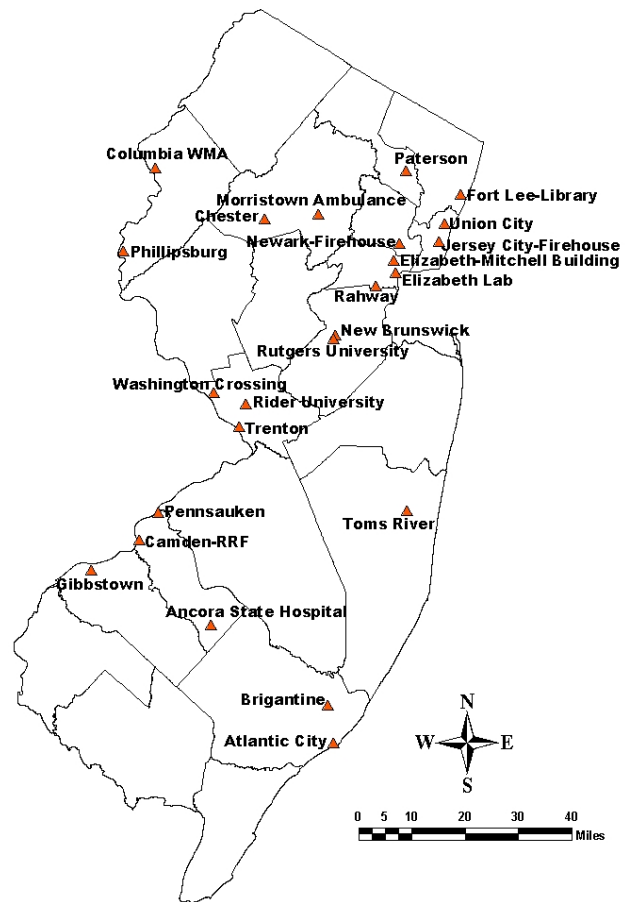 Columbia WMA
Paterson
Fort Lee-Library
Morristown Ambulance
Chester
Union City
Newark-Firehouse
Jersey City-Firehouse
Phillipsburg
Elizabeth-Mitchell Building
Elizabeth Lab
Rahway
New Brunswick
Rutgers University
Washington Crossing
Rider University
Trenton
Pennsauken
Toms River
Camden-RRF
Gibbstown
Ancora State Hospital
Brigantine
Atlantic City
N
W E
S
0 5 10 20 30 40
Miles